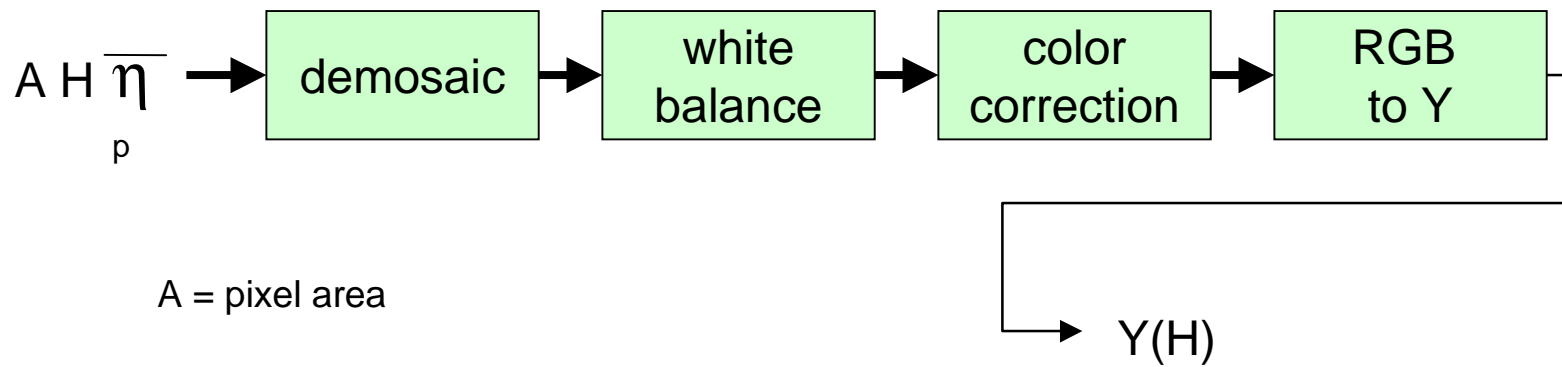 A H η̅
p
demosaic
white
balance
color
correction
RGB
to Y
A = pixel area
Y(H)